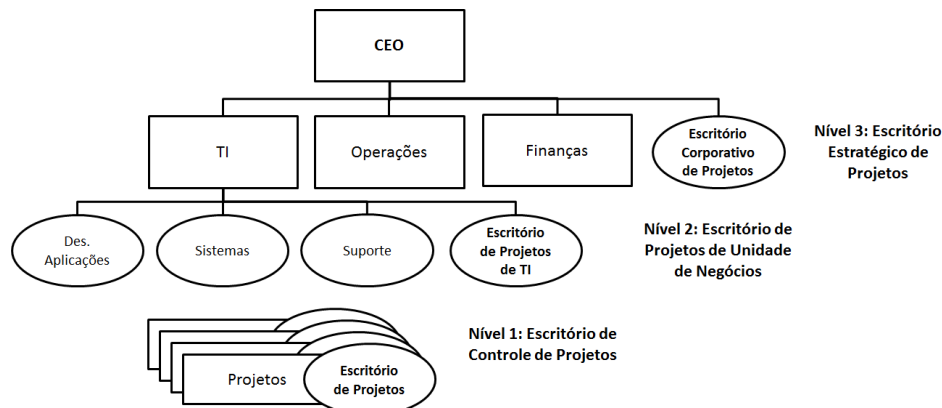 CEO
TI
Operações
Finanças
Escritório
Corporativo
de Projetos
Nível 3: Escritório
Estratégico de
Projetos
Des.
Aplicações
Sistemas
Suporte
Escritório
de Projetos
de TI
Nível 2: Escritório de
Projetos de Unidade
de Negócios
Nível 1: Escritório de
Controle de Projetos
Projetos
Escritório
de Projetos